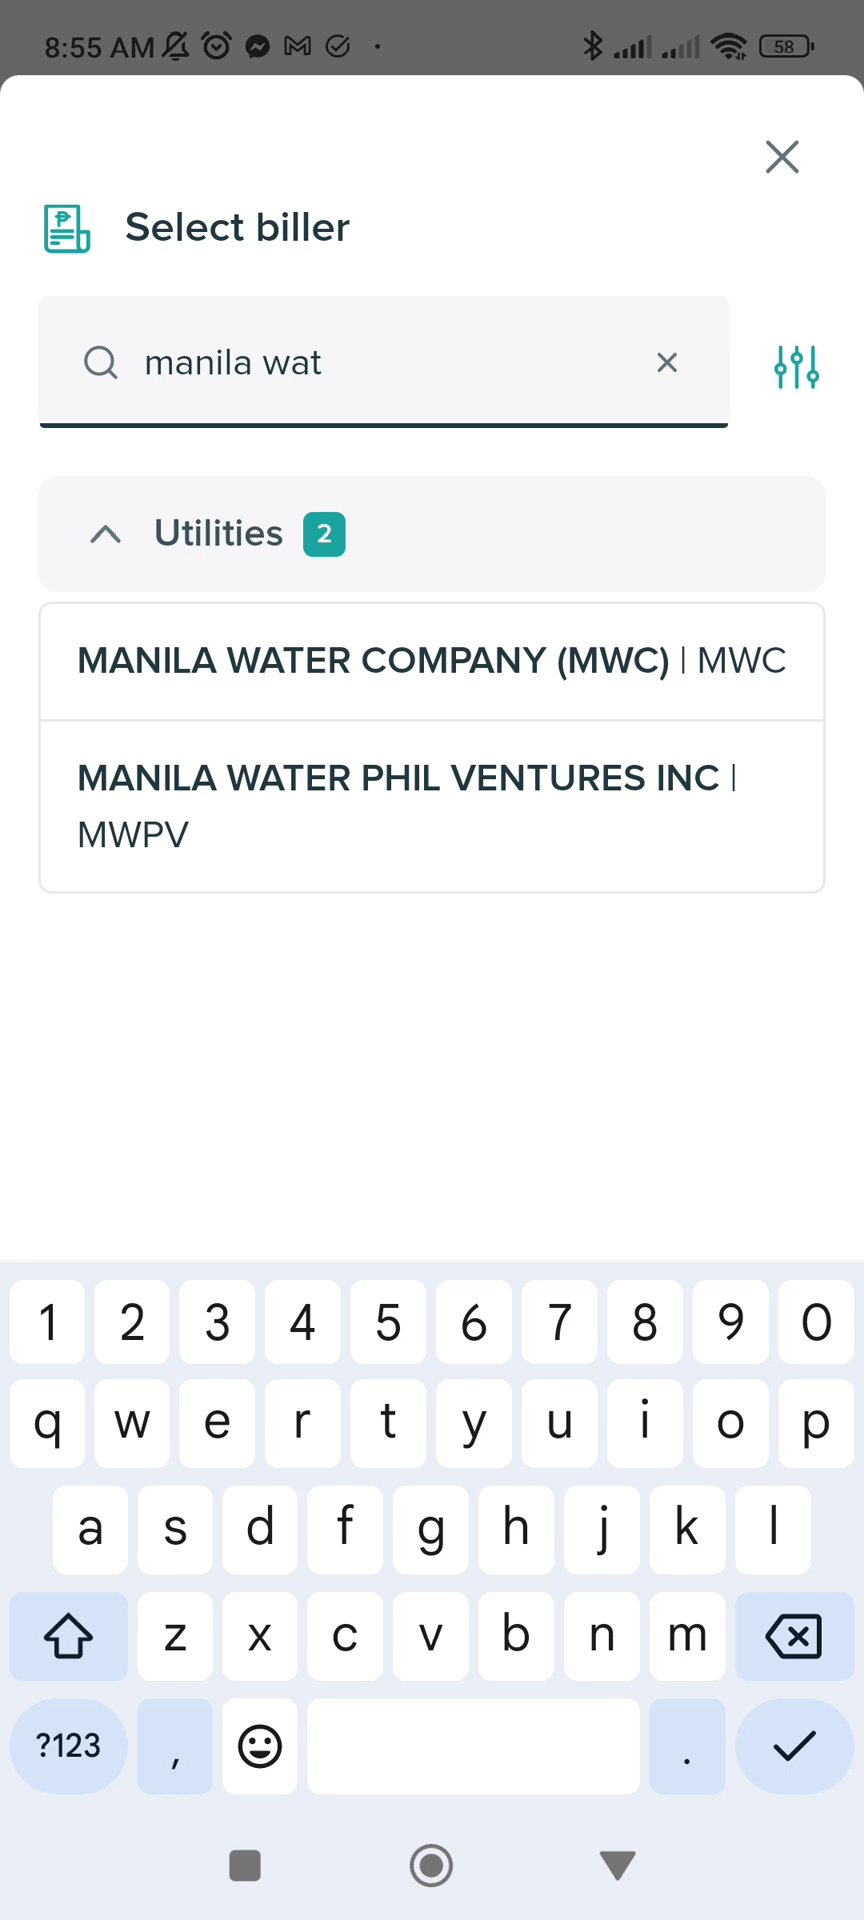 8:55 AM
58
Select biller
manila wat
Utilities 2
MANILA WATER COMPANY (MWC) | MWC
MANILA WATER PHIL VENTURES INC |
MWPV
1 2 3 4 5 6 7 8 9 0
q w e r t y u i o p
a s d f g h j k l
z x c v b n m
?123 , .